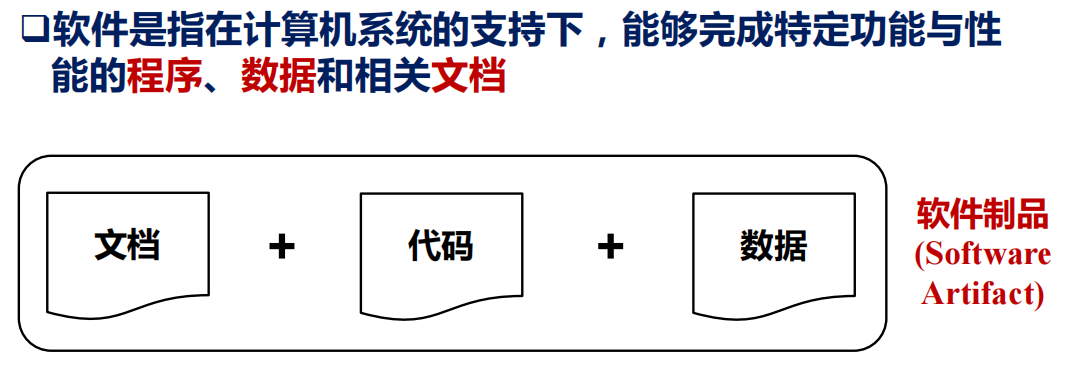 ❑软件是指在计算机系统的支持下，能够完成特定功能与性
能的程序、数据和相关文档
文档 + 代码 + 数据
软件制品
(Software
Artifact)